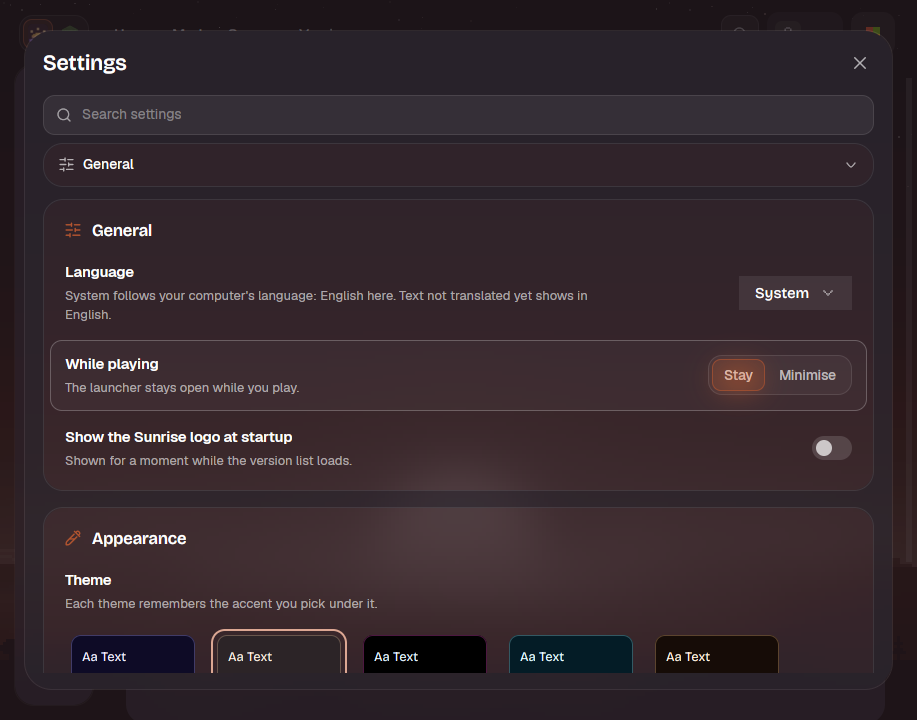 Settings
Search settings
General
General
Language
System follows your computer's language: English here. Text not translated yet shows in
English.
System
While playing
The launcher stays open while you play.
Stay
Minimise
Show the Sunrise logo at startup
Shown for a moment while the version list loads.
Appearance
Theme
Each theme remembers the accent you pick under it.
Aa Text
Aa Text
Aa Text
Aa Text
Aa Text